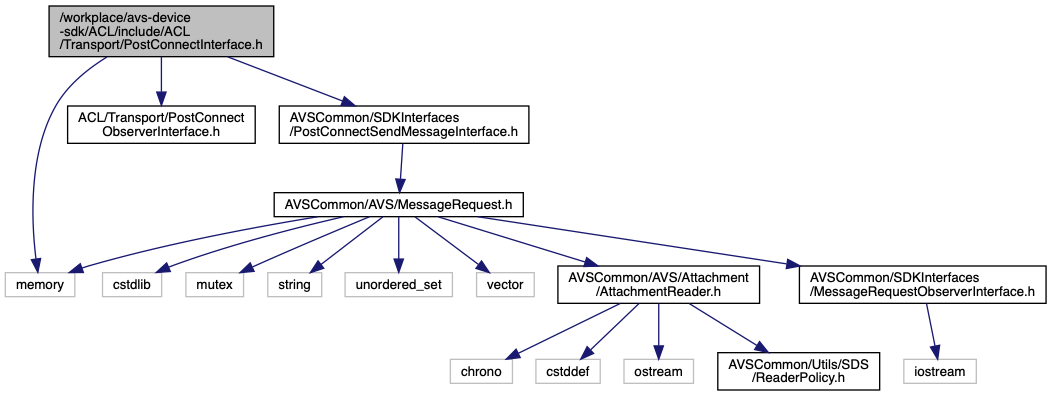 /workplace/avs-device
-sdk/ACL/include/ACL
/Transport/PostConnectInterface.h
ACL/Transport/PostConnect
ObserverInterface.h
AVSCommon/SDKInterfaces
/PostConnectSendMessageInterface.h
AVSCommon/AVS/MessageRequest.h
memory
cstdlib
mutex
string
unordered_set
vector
AVSCommon/AVS/Attachment
/AttachmentReader.h
AVSCommon/SDKInterfaces
/MessageRequestObserverInterface.h
chrono
cstddef
ostream
AVSCommon/Utils/SDS
/ReaderPolicy.h
iostream